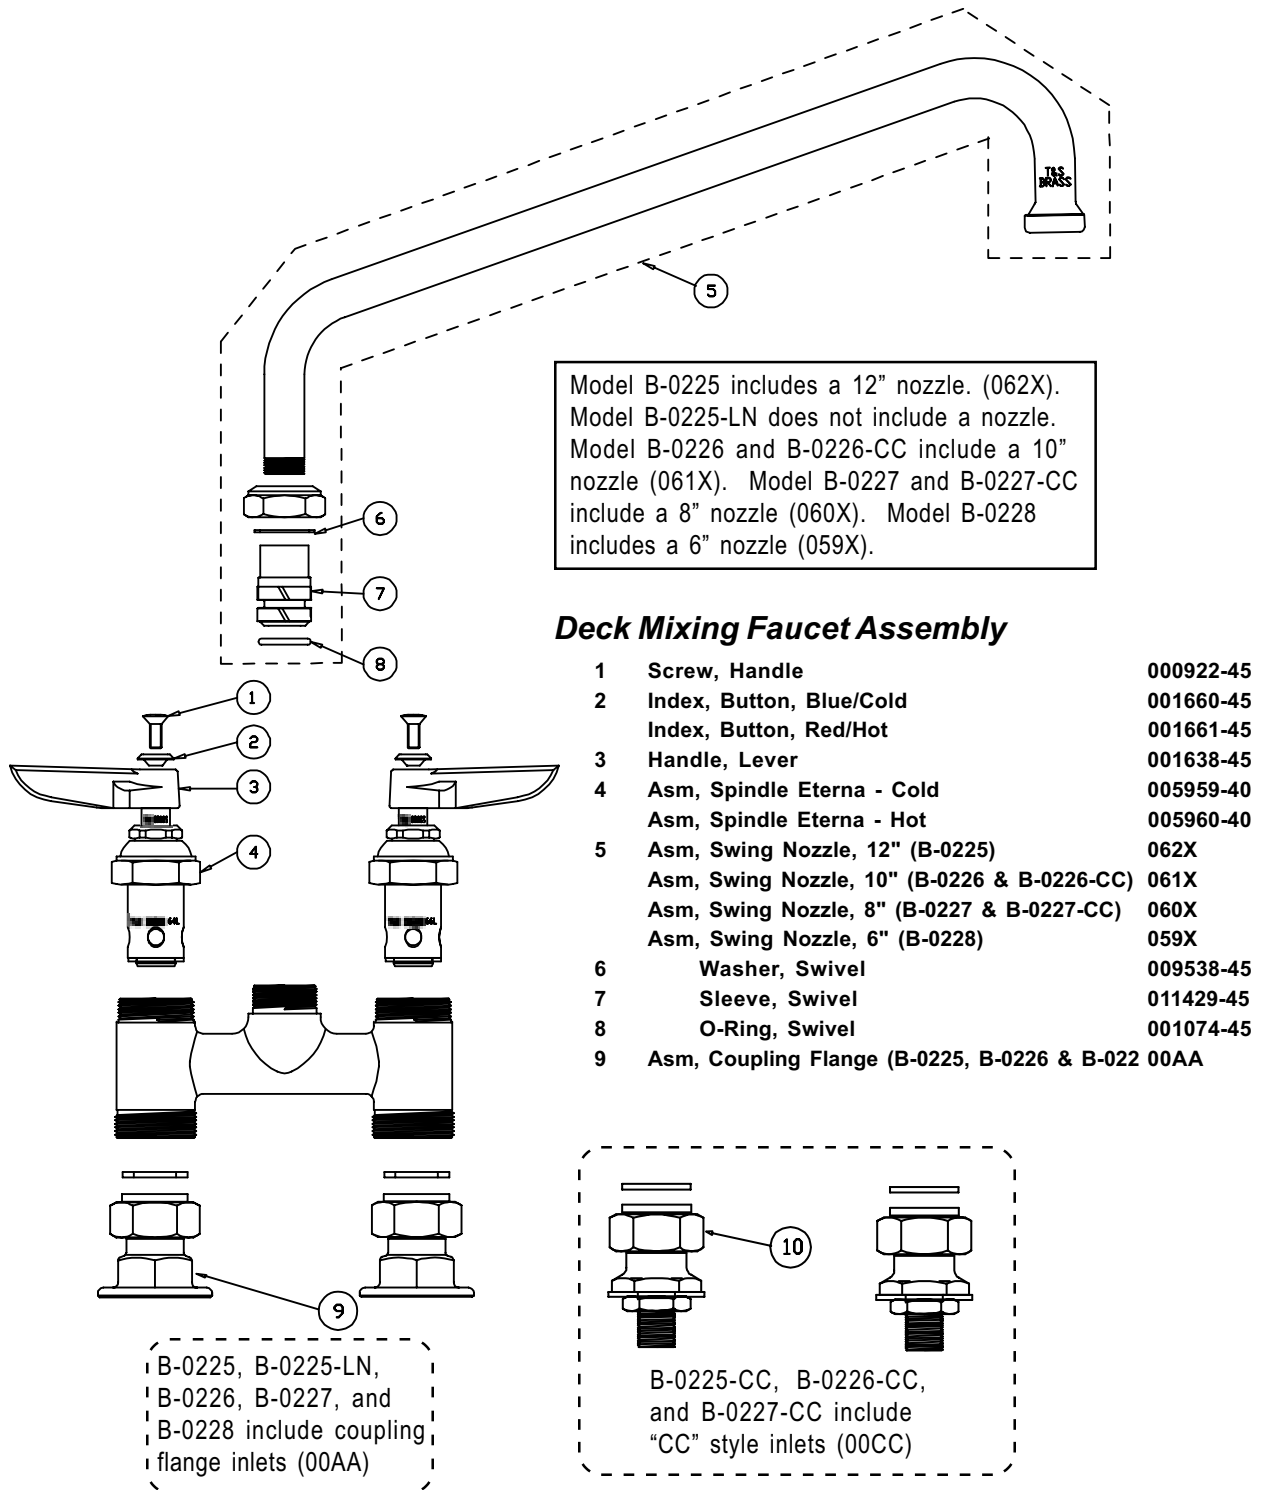 T&S
BRASS
5
Model B-0225 includes a 12” nozzle. (062X).
Model B-0225-LN does not include a nozzle.
Model B-0226 and B-0226-CC include a 10”
nozzle (061X). Model B-0227 and B-0227-CC
include a 8” nozzle (060X). Model B-0228
includes a 6” nozzle (059X).
6
7
8
Deck Mixing Faucet Assembly
1 Screw, Handle 000922-45
2 Index, Button, Blue/Cold 001660-45
Index, Button, Red/Hot 001661-45
3 Handle, Lever 001638-45
4 Asm, Spindle Eterna - Cold 005959-40
Asm, Spindle Eterna - Hot 005960-40
5 Asm, Swing Nozzle, 12" (B-0225) 062X
Asm, Swing Nozzle, 10" (B-0226 & B-0226-CC) 061X
Asm, Swing Nozzle, 8" (B-0227 & B-0227-CC) 060X
Asm, Swing Nozzle, 6" (B-0228) 059X
6 Washer, Swivel 009538-45
7 Sleeve, Swivel 011429-45
8 O-Ring, Swivel 001074-45
9 Asm, Coupling Flange (B-0225, B-0226 & B-022 00AA
1
2
3
4
9
10
B-0225, B-0225-LN,
B-0226, B-0227, and
B-0228 include coupling
flange inlets (00AA)
B-0225-CC, B-0226-CC,
and B-0227-CC include
“CC” style inlets (00CC)